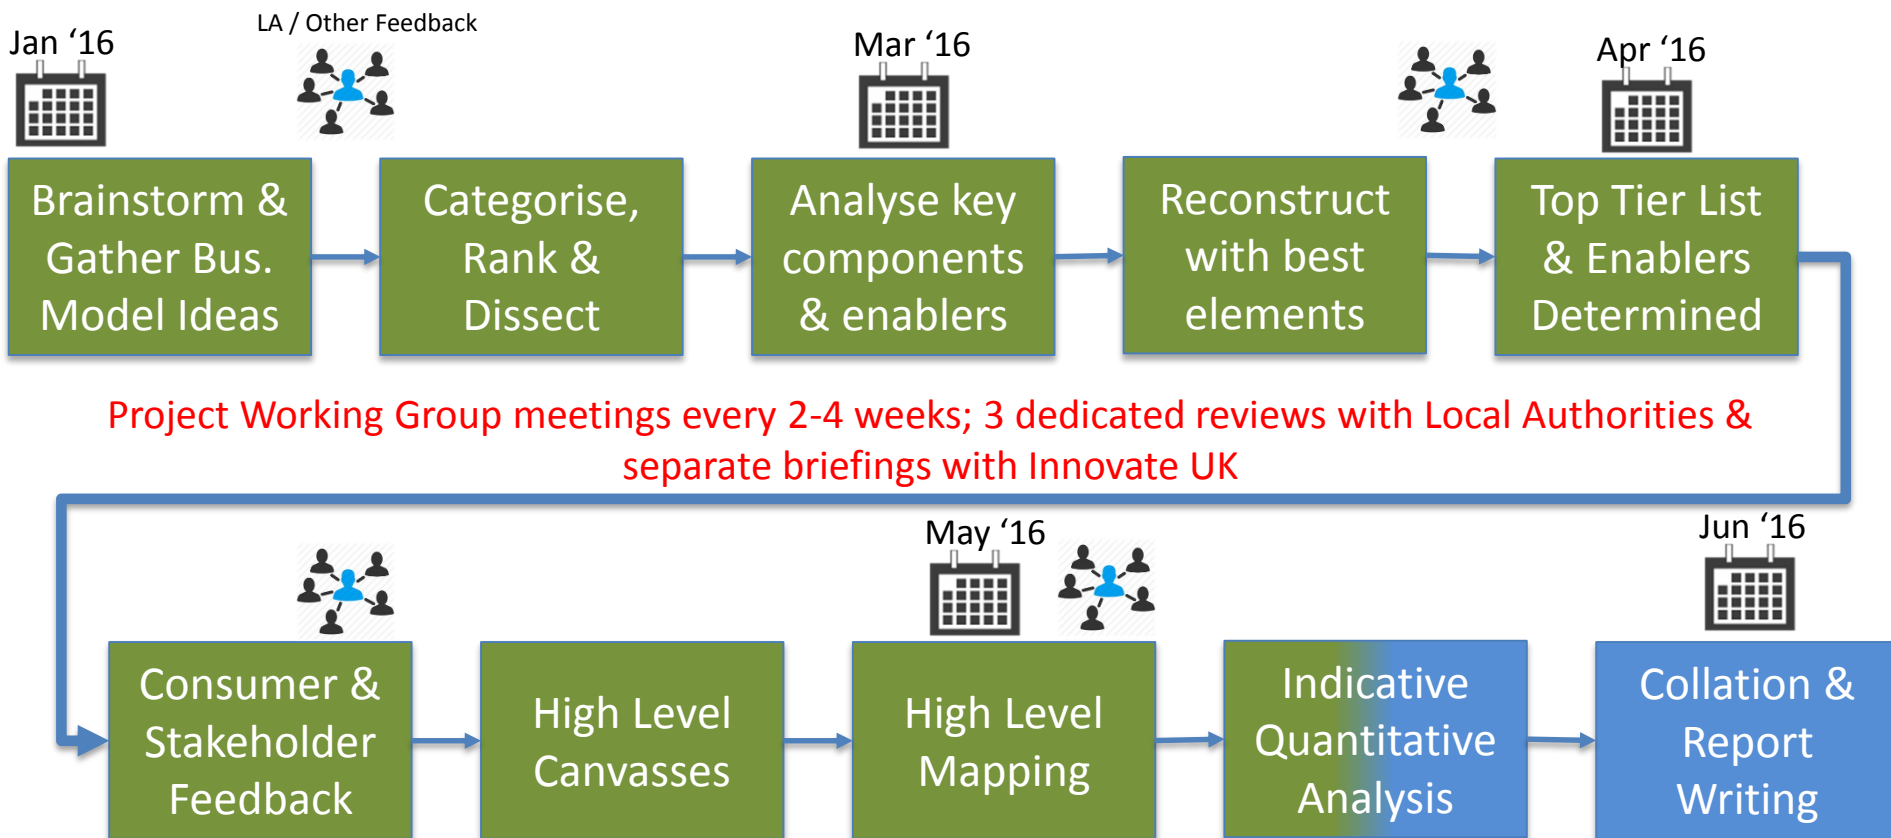 Jan ‘16
LA / Other Feedback
Mar ‘16
Apr ‘16
Brainstorm &
Gather Bus.
Model Ideas
Categorise,
Rank &
Dissect
Analyse key
components
& enablers
Reconstruct
with best
elements
Top Tier List
& Enablers
Determined
Project Working Group meetings every 2-4 weeks; 3 dedicated reviews with Local Authorities &
separate briefings with Innovate UK
May ‘16
Jun ‘16
Consumer &
Stakeholder
Feedback
High Level
Canvasses
High Level
Mapping
Indicative
Quantitative
Analysis
Collation &
Report
Writing